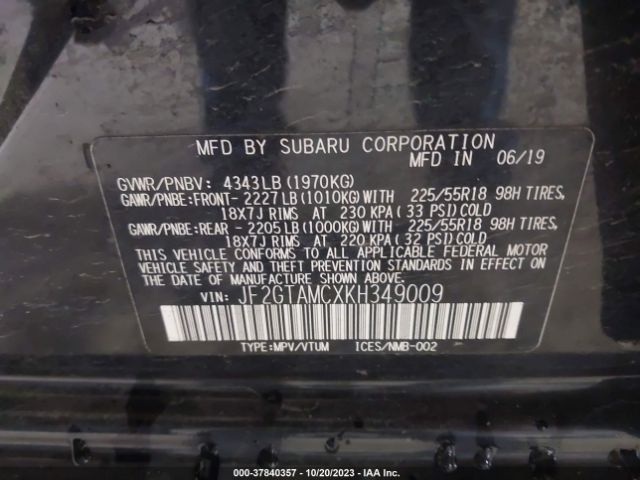 MFD BY SUBARU CORPORATION
MFD IN 06/19
GVWR/PNBV: 4343LB(1970KG)
GAWR/PNBE:FRONT- 2227LB(1010KG)WITH 225/55R18 98H TIRES,
18X7J RIMS AT 230 KPA( 33 PSI)COLD
GAWR/PNBE:REAR - 2205LB(1000KG)WITH 225/55R18 98H TIRES,
18X7J RIMS AT 220 KPA( 32 PSI)COLD
THIS VEHICLE CONFORMS TO ALL APPLICABLE FEDERAL MOTOR
VEHICLE SAFETY AND THEFT PREVENTION STANDARDS IN EFFECT ON
THE DATE OF MANUFACTURE SHOWN ABOVE.
VIN: JF2GTAMCXKH349009
TYPE:MPV/VTUM ICES/NMB-002
000-37840357 - 10/20/2023 - IAA Inc.